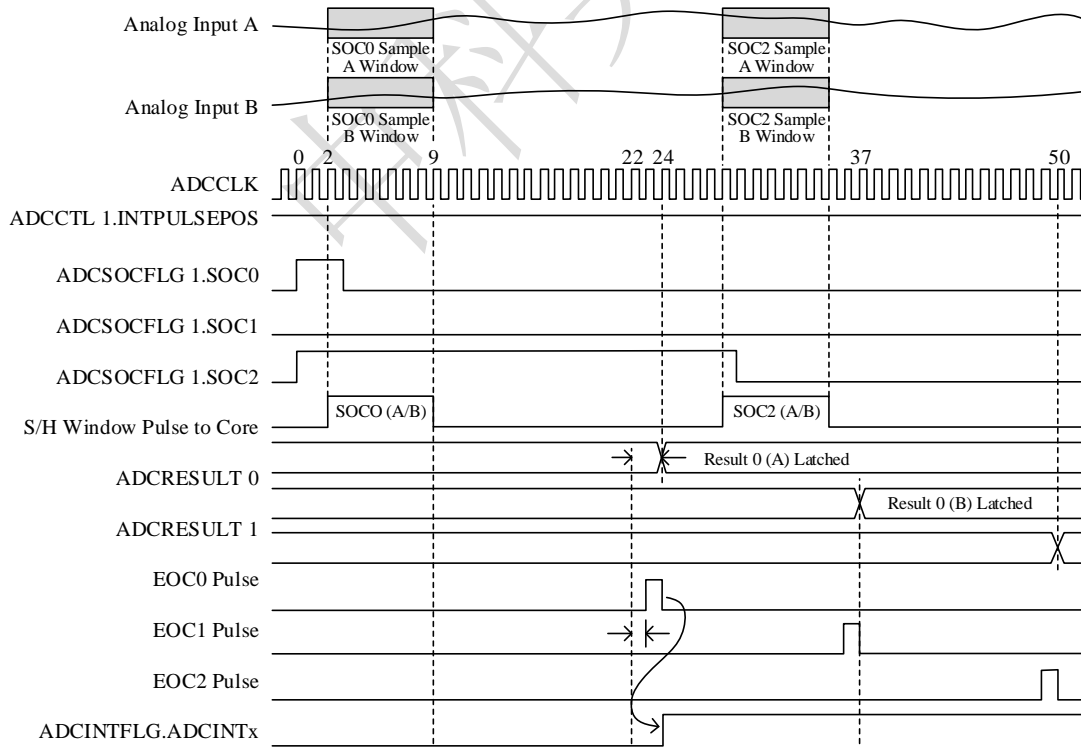 Analog Input A
SOC0 Sample
A Window
SOC2 Sample
A Window
Analog Input B
SOC0 Sample
B Window
SOC2 Sample
B Window
0 2 9 22 24 37 50
ADCCLK
ADCCTL 1.INTPULSEPOS
ADCSOCFLG 1.SOC0
ADCSOCFLG 1.SOC1
ADCSOCFLG 1.SOC2
S/H Window Pulse to Core
SOCO (A/B)
SOC2 (A/B)
Result 0 (A) Latched
ADCRESULT 0
Result 0 (B) Latched
ADCRESULT 1
EOC0 Pulse
EOC1 Pulse
EOC2 Pulse
ADCINTFLG.ADCINTx